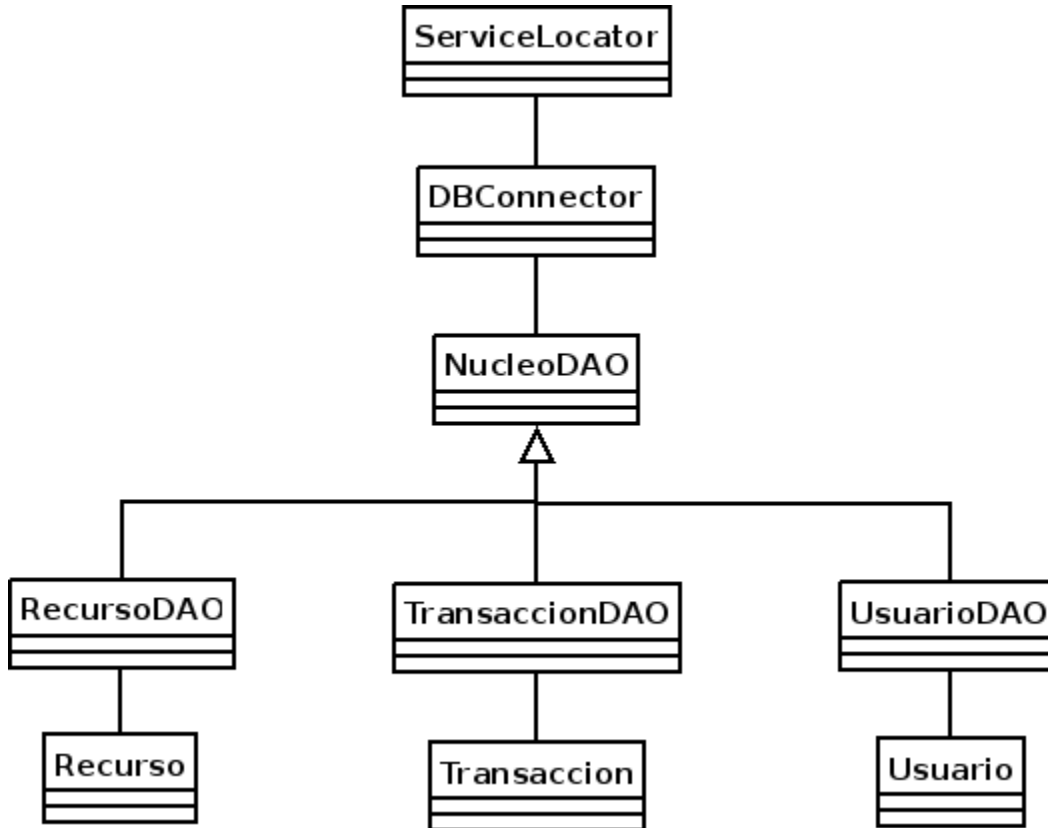 ServiceLocator
DBConnector
NucleoDAO
RecursoDAO
TransaccionDAO
UsuarioDAO
Recurso
Transaccion
Usuario